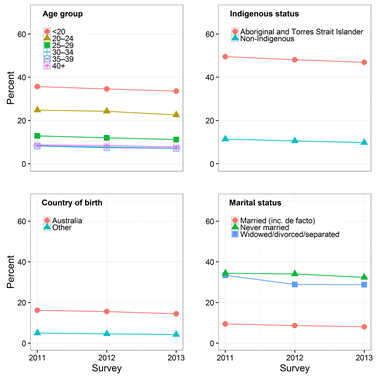 Age group
<20
20–24
25–29
30–34
35–39
40+
Indigenous status
Aboriginal and Torres Strait Islander
Non-Indigenous
Percent
60
40
20
0
Country of birth
Australia
Other
Marital status
Married (inc. de facto)
Never married
Widowed/divorced/separated
Percent
60
40
20
0
2011 2012 2013 2011 2012 2013
Survey Survey